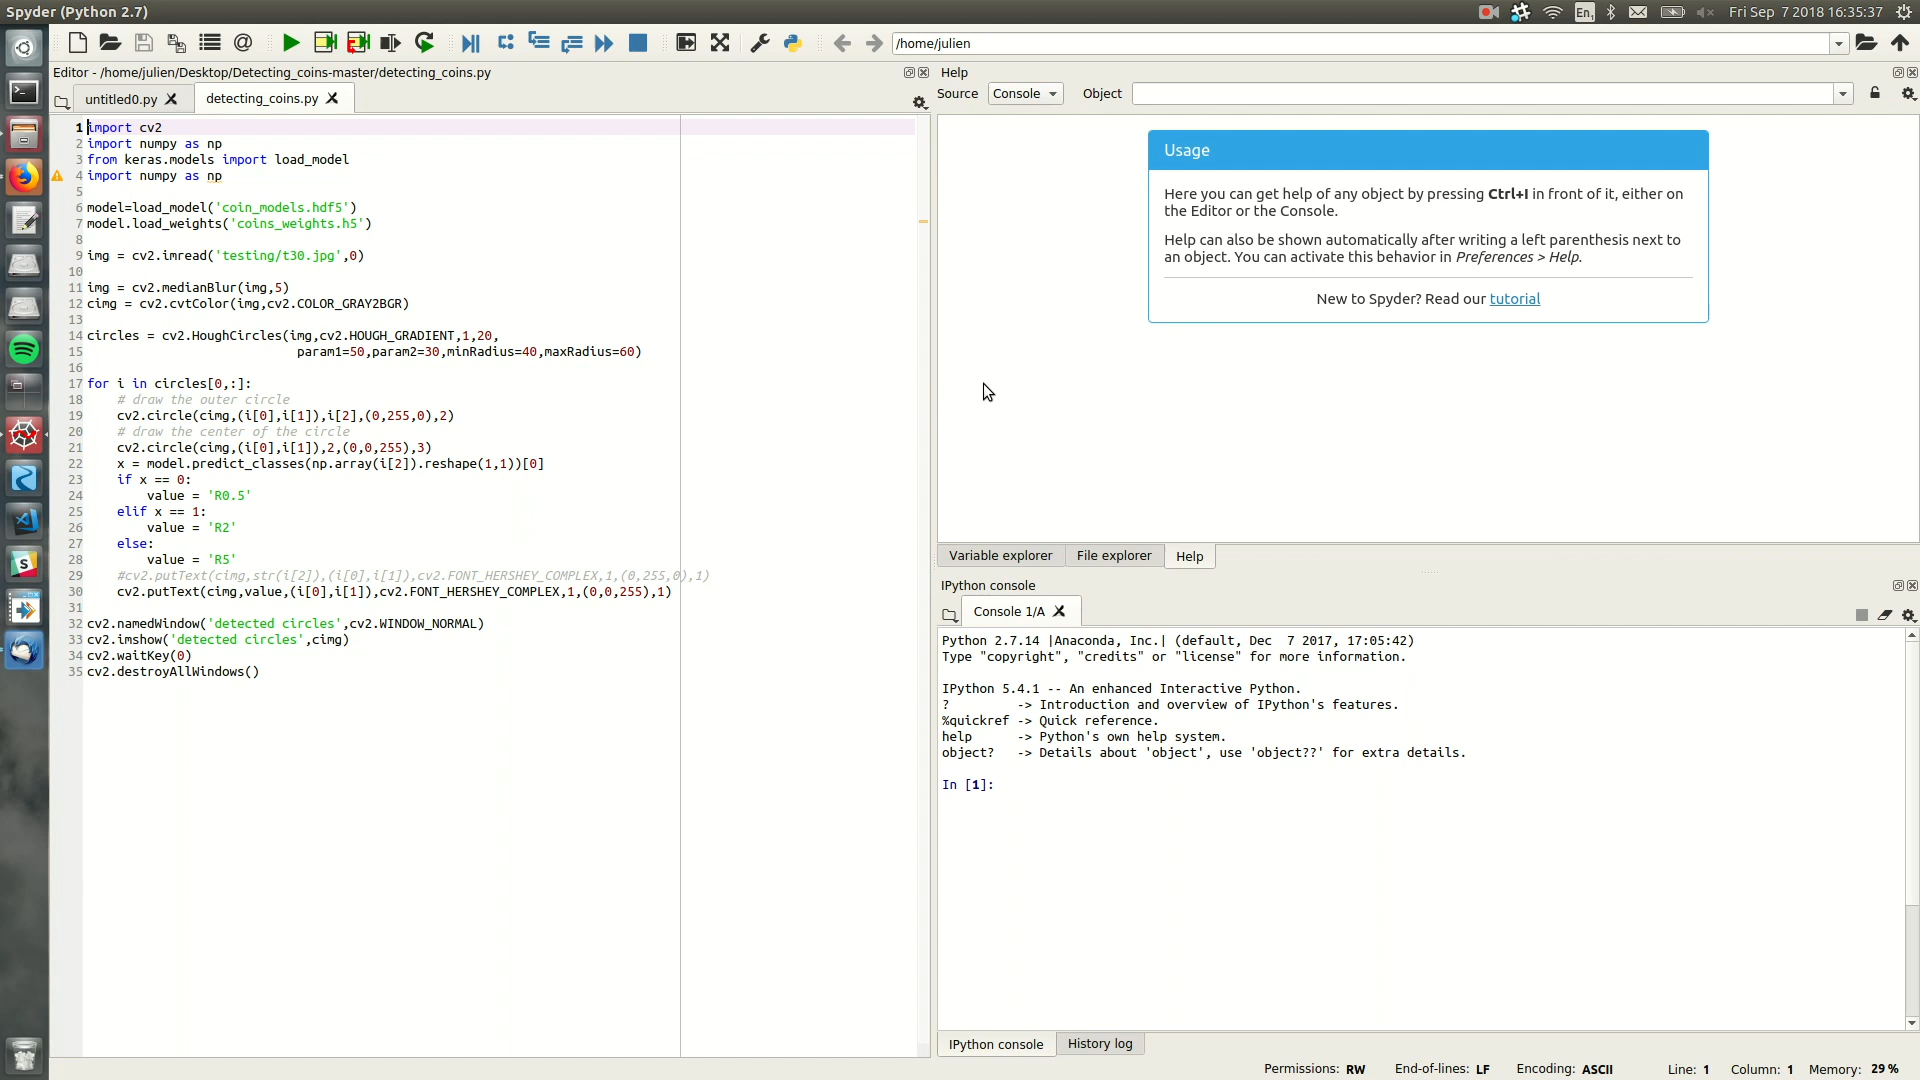 Spyder (Python 2.7)
En1
Fri Sep 7 2018 16:35:37
/home/julien
Editor - /home/julien/Desktop/Detecting_coins-master/detecting_coins.py
untitled0.py
detecting_coins.py
1 import cv2
2 import numpy as np
3 from keras.models import load_model
4 import numpy as np
5
6 model=load_model('coin_models.hdf5')
7 model.load_weights('coins_weights.h5')
8
9 img = cv2.imread('testing/t30.jpg',0)
10
11 img = cv2.medianBlur(img,5)
12 cimg = cv2.cvtColor(img,cv2.COLOR_GRAY2BGR)
13
14 circles = cv2.HoughCircles(img,cv2.HOUGH_GRADIENT,1,20,
15 param1=50,param2=30,minRadius=40,maxRadius=60)
16
17 for i in circles[0,:]:
18 # draw the outer circle
19 cv2.circle(cimg,(i[0],i[1]),i[2],(0,255,0),2)
20 # draw the center of the circle
21 cv2.circle(cimg,(i[0],i[1]),2,(0,0,255),3)
22 x = model.predict_classes(np.array(i[2]).reshape(1,1))[0]
23 if x == 0:
24 value = 'R0.5'
25 elif x == 1:
26 value = 'R2'
27 else:
28 value = 'R5'
29 #cv2.putText(cimg,str(i[2]),(i[0],i[1]),cv2.FONT_HERSHEY_COMPLEX,1,(0,255,0),1)
30 cv2.putText(cimg,value,(i[0],i[1]),cv2.FONT_HERSHEY_COMPLEX,1,(0,0,255),1)
31
32 cv2.namedWindow('detected circles',cv2.WINDOW_NORMAL)
33 cv2.imshow('detected circles',cimg)
34 cv2.waitKey(0)
35 cv2.destroyAllWindows()
Help
Source Console Object
Usage
Here you can get help of any object by pressing Ctrl+I in front of it, either on
the Editor or the Console.
Help can also be shown automatically after writing a left parenthesis next to
an object. You can activate this behavior in Preferences > Help.
New to Spyder? Read our tutorial
Variable explorer File explorer Help
IPython console
Console 1/A
Python 2.7.14 |Anaconda, Inc.| (default, Dec 7 2017, 17:05:42)
Type "copyright", "credits" or "license" for more information.
IPython 5.4.1 -- An enhanced Interactive Python.
? -> Introduction and overview of IPython's features.
%quickref -> Quick reference.
help -> Python's own help system.
object? -> Details about 'object', use 'object??' for extra details.
In [1]:
IPython console History log
Permissions: RW End-of-lines: LF Encoding: ASCII Line: 1 Column: 1 Memory: 29 %